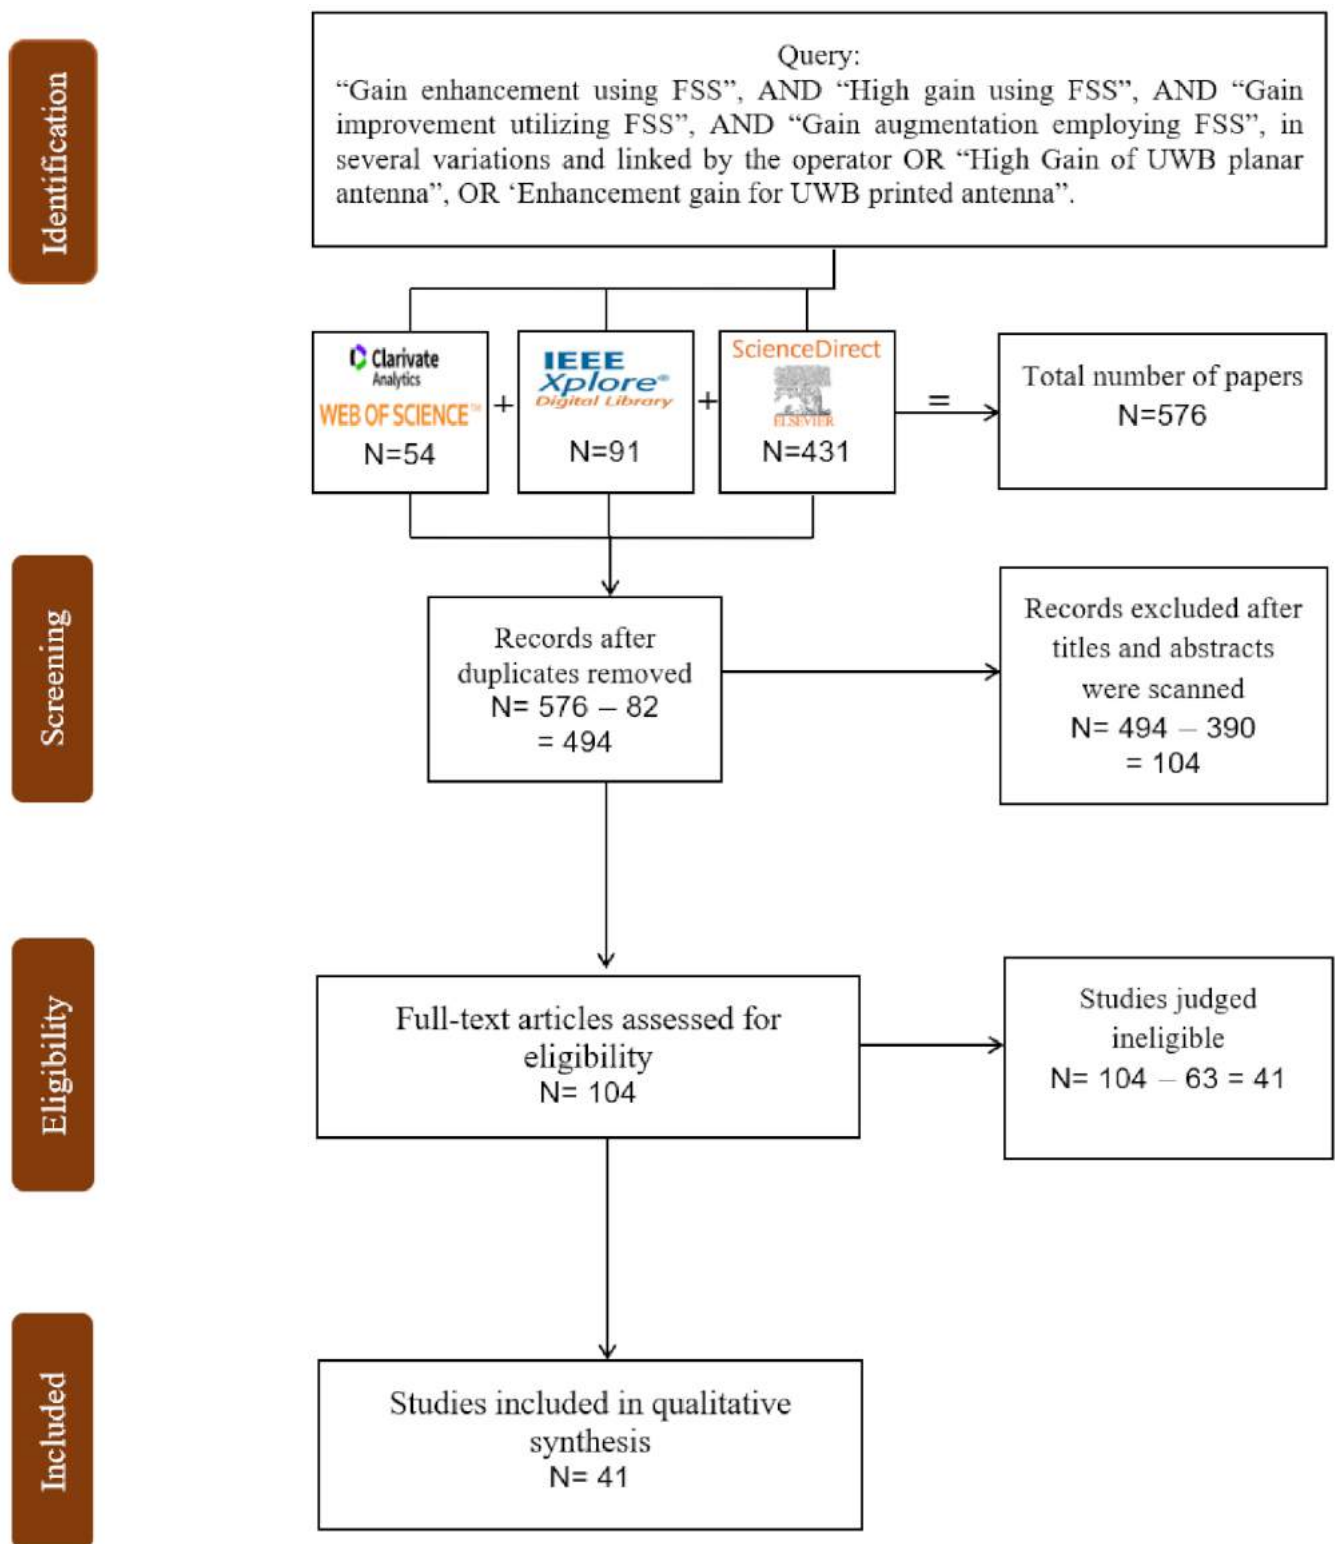 Identification
Query:
“Gain enhancement using FSS”, AND “High gain using FSS”, AND “Gain
improvement utilizing FSS”, AND “Gain augmentation employing FSS”, in
several variations and linked by the operator OR “High Gain of UWB planar
antenna”, OR ‘Enhancement gain for UWB printed antenna”.
Clarivate
Analytics
WEB OF SCIENCE™
N=54
+
IEEE
Xplore®
Digital Library
N=91
+
ScienceDirect
ELSEVIER
N=431
=
Total number of papers
N=576
Screening
Records after
duplicates removed
N= 576 – 82
= 494
Records excluded after
titles and abstracts
were scanned
N= 494 – 390
= 104
Eligibility
Full-text articles assessed for
eligibility
N= 104
Studies judged
ineligible
N= 104 – 63 = 41
Included
Studies included in qualitative
synthesis
N= 41